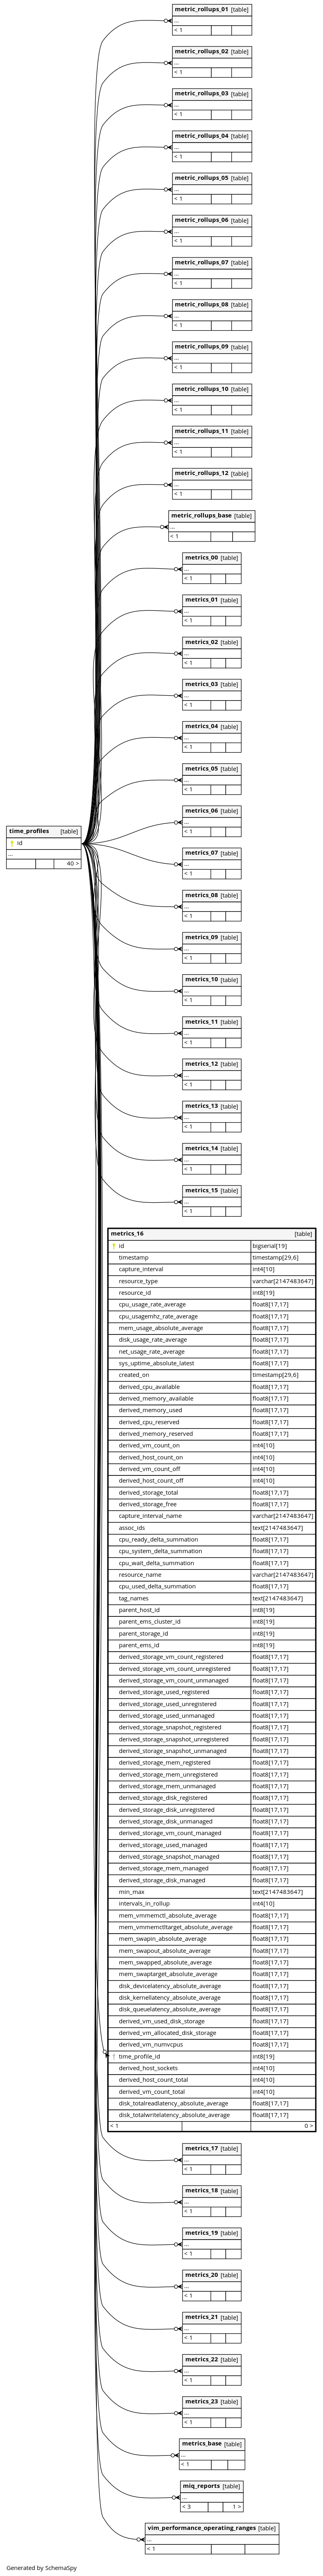 metric_rollups_01 [table]
...
< 1
metric_rollups_02 [table]
...
< 1
metric_rollups_03 [table]
...
< 1
metric_rollups_04 [table]
...
< 1
metric_rollups_05 [table]
...
< 1
metric_rollups_06 [table]
...
< 1
metric_rollups_07 [table]
...
< 1
metric_rollups_08 [table]
...
< 1
metric_rollups_09 [table]
...
< 1
metric_rollups_10 [table]
...
< 1
metric_rollups_11 [table]
...
< 1
metric_rollups_12 [table]
...
< 1
metric_rollups_base [table]
...
< 1
metrics_00 [table]
...
< 1
metrics_01 [table]
...
< 1
metrics_02 [table]
...
< 1
metrics_03 [table]
...
< 1
metrics_04 [table]
...
< 1
metrics_05 [table]
...
< 1
metrics_06 [table]
...
< 1
time_profiles [table]
id
...
40 >
metrics_07 [table]
...
< 1
metrics_08 [table]
...
< 1
metrics_09 [table]
...
< 1
metrics_10 [table]
...
< 1
metrics_11 [table]
...
< 1
metrics_12 [table]
...
< 1
metrics_13 [table]
...
< 1
metrics_14 [table]
...
< 1
metrics_15 [table]
...
< 1
metrics_16 [table]
id bigserial[19]
timestamp timestamp[29,6]
capture_interval int4[10]
resource_type varchar[2147483647]
resource_id int8[19]
cpu_usage_rate_average float8[17,17]
cpu_usagemhz_rate_average float8[17,17]
mem_usage_absolute_average float8[17,17]
disk_usage_rate_average float8[17,17]
net_usage_rate_average float8[17,17]
sys_uptime_absolute_latest float8[17,17]
created_on timestamp[29,6]
derived_cpu_available float8[17,17]
derived_memory_available float8[17,17]
derived_memory_used float8[17,17]
derived_cpu_reserved float8[17,17]
derived_memory_reserved float8[17,17]
derived_vm_count_on int4[10]
derived_host_count_on int4[10]
derived_vm_count_off int4[10]
derived_host_count_off int4[10]
derived_storage_total float8[17,17]
derived_storage_free float8[17,17]
capture_interval_name varchar[2147483647]
assoc_ids text[2147483647]
cpu_ready_delta_summation float8[17,17]
cpu_system_delta_summation float8[17,17]
cpu_wait_delta_summation float8[17,17]
resource_name varchar[2147483647]
cpu_used_delta_summation float8[17,17]
tag_names text[2147483647]
parent_host_id int8[19]
parent_ems_cluster_id int8[19]
parent_storage_id int8[19]
parent_ems_id int8[19]
derived_storage_vm_count_registered float8[17,17]
derived_storage_vm_count_unregistered float8[17,17]
derived_storage_vm_count_unmanaged float8[17,17]
derived_storage_used_registered float8[17,17]
derived_storage_used_unregistered float8[17,17]
derived_storage_used_unmanaged float8[17,17]
derived_storage_snapshot_registered float8[17,17]
derived_storage_snapshot_unregistered float8[17,17]
derived_storage_snapshot_unmanaged float8[17,17]
derived_storage_mem_registered float8[17,17]
derived_storage_mem_unregistered float8[17,17]
derived_storage_mem_unmanaged float8[17,17]
derived_storage_disk_registered float8[17,17]
derived_storage_disk_unregistered float8[17,17]
derived_storage_disk_unmanaged float8[17,17]
derived_storage_vm_count_managed float8[17,17]
derived_storage_used_managed float8[17,17]
derived_storage_snapshot_managed float8[17,17]
derived_storage_mem_managed float8[17,17]
derived_storage_disk_managed float8[17,17]
min_max text[2147483647]
intervals_in_rollup int4[10]
mem_vmmemctl_absolute_average float8[17,17]
mem_vmmemctltarget_absolute_average float8[17,17]
mem_swapin_absolute_average float8[17,17]
mem_swapout_absolute_average float8[17,17]
mem_swapped_absolute_average float8[17,17]
mem_swaptarget_absolute_average float8[17,17]
disk_devicelatency_absolute_average float8[17,17]
disk_kernellatency_absolute_average float8[17,17]
disk_queuelatency_absolute_average float8[17,17]
derived_vm_used_disk_storage float8[17,17]
derived_vm_allocated_disk_storage float8[17,17]
derived_vm_numvcpus float8[17,17]
time_profile_id int8[19]
derived_host_sockets int4[10]
derived_host_count_total int4[10]
derived_vm_count_total int4[10]
disk_totalreadlatency_absolute_average float8[17,17]
disk_totalwritelatency_absolute_average float8[17,17]
< 1 0 >
metrics_17 [table]
...
< 1
metrics_18 [table]
...
< 1
metrics_19 [table]
...
< 1
metrics_20 [table]
...
< 1
metrics_21 [table]
...
< 1
metrics_22 [table]
...
< 1
metrics_23 [table]
...
< 1
metrics_base [table]
...
< 1
miq_reports [table]
...
< 3 1 >
vim_performance_operating_ranges [table]
...
< 1
Generated by SchemaSpy